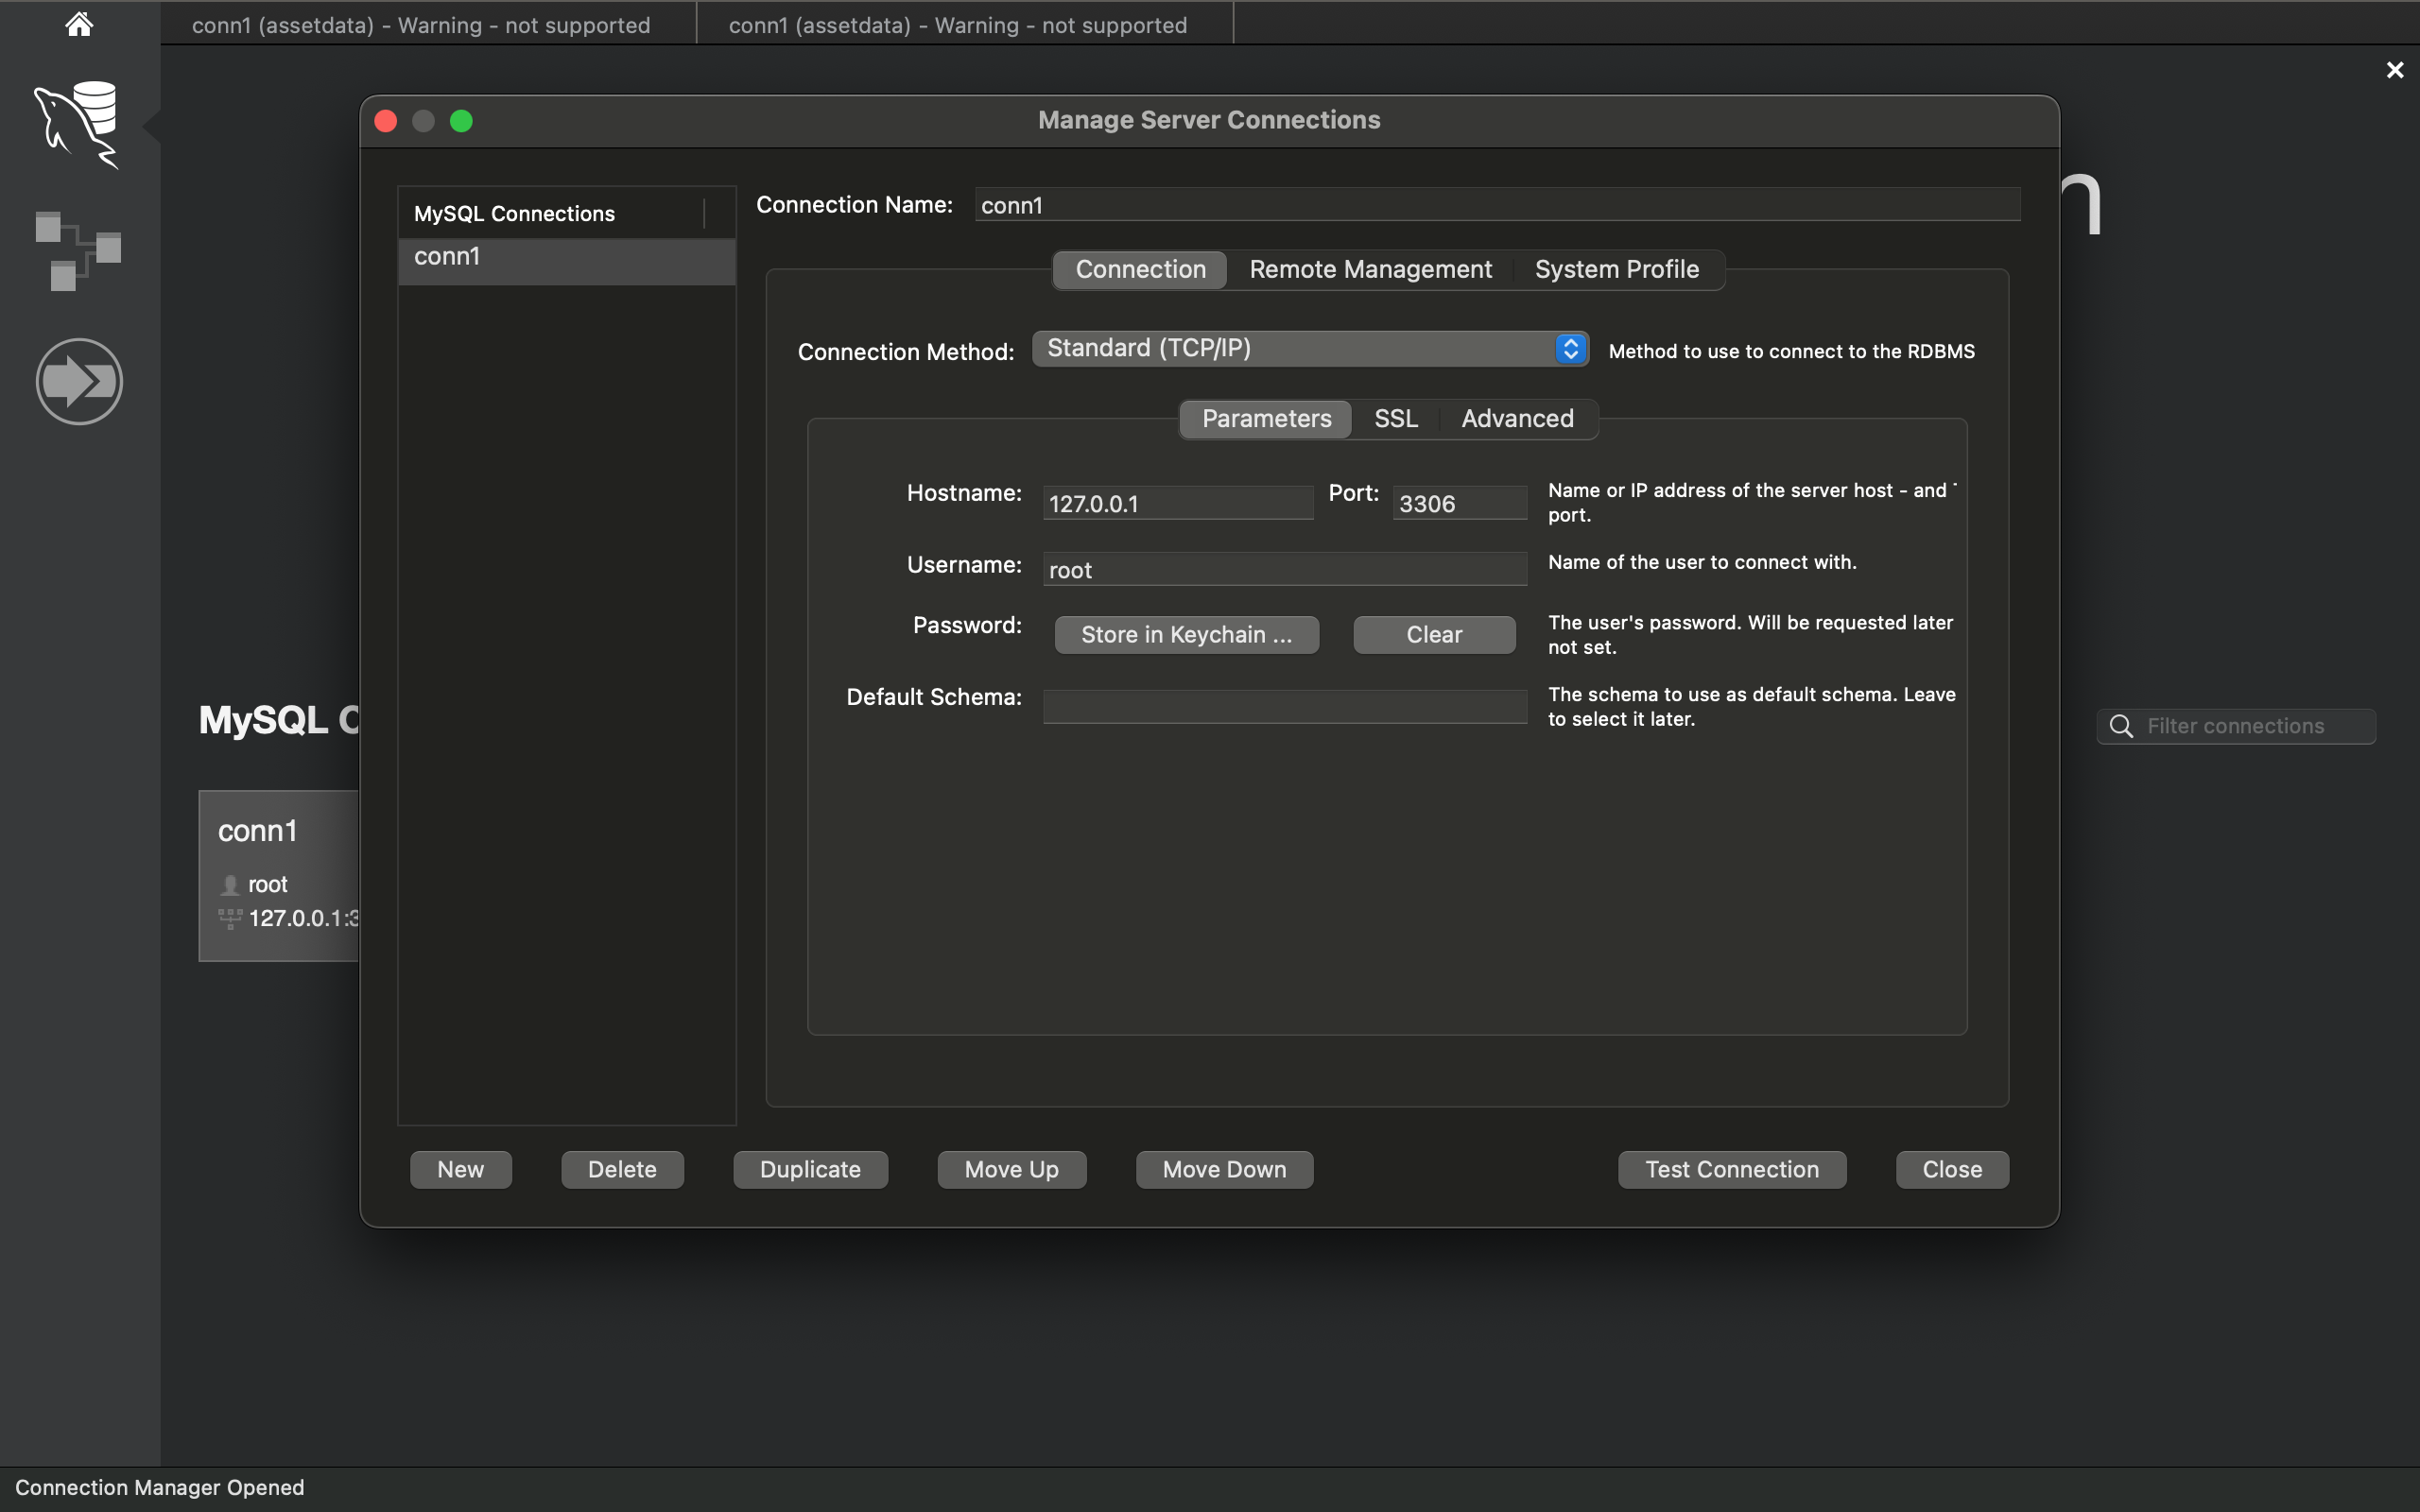 conn1 (assetdata) - Warning - not supported
conn1 (assetdata) - Warning - not supported
Manage Server Connections
MySQL Connections
conn1
Connection Name: conn1
Connection Remote Management System Profile
Connection Method: Standard (TCP/IP) Method to use to connect to the RDBMS
Parameters SSL Advanced
Hostname: 127.0.0.1 Port: 3306 Name or IP address of the server host - and
port.
Username: root Name of the user to connect with.
Password: Store in Keychain ... Clear The user's password. Will be requested later
not set.
Default Schema: The schema to use as default schema. Leave
to select it later.
New Delete Duplicate Move Up Move Down Test Connection Close
n
MySQL C
Filter connections
conn1
root
127.0.0.1:3
Connection Manager Opened